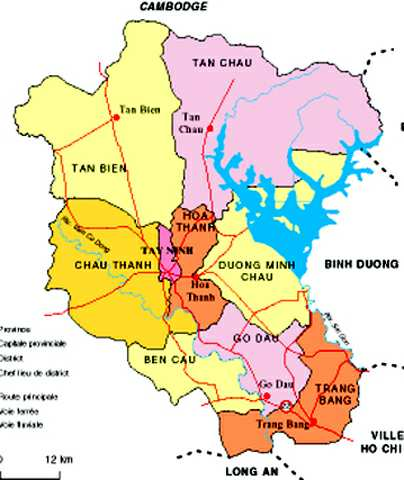 CAMBODGE
TAN CHAU
Tan Bien
Tan
Chau
TAN BIEN
HOA
THANH
TAY NINH
CHAU THANH
DUONG MINH
CHAU
BINH DUONG
Hoa
Thanh
GO DAU
BEN CAU
Go Dau
TRANG
BANG
Trang Bang
VILLE
HO CHI
LONG AN
Province
Capitale provinciale
District
Chef lieu de district
Route principale
Voie ferrée
Voie fluviale
0 12 km